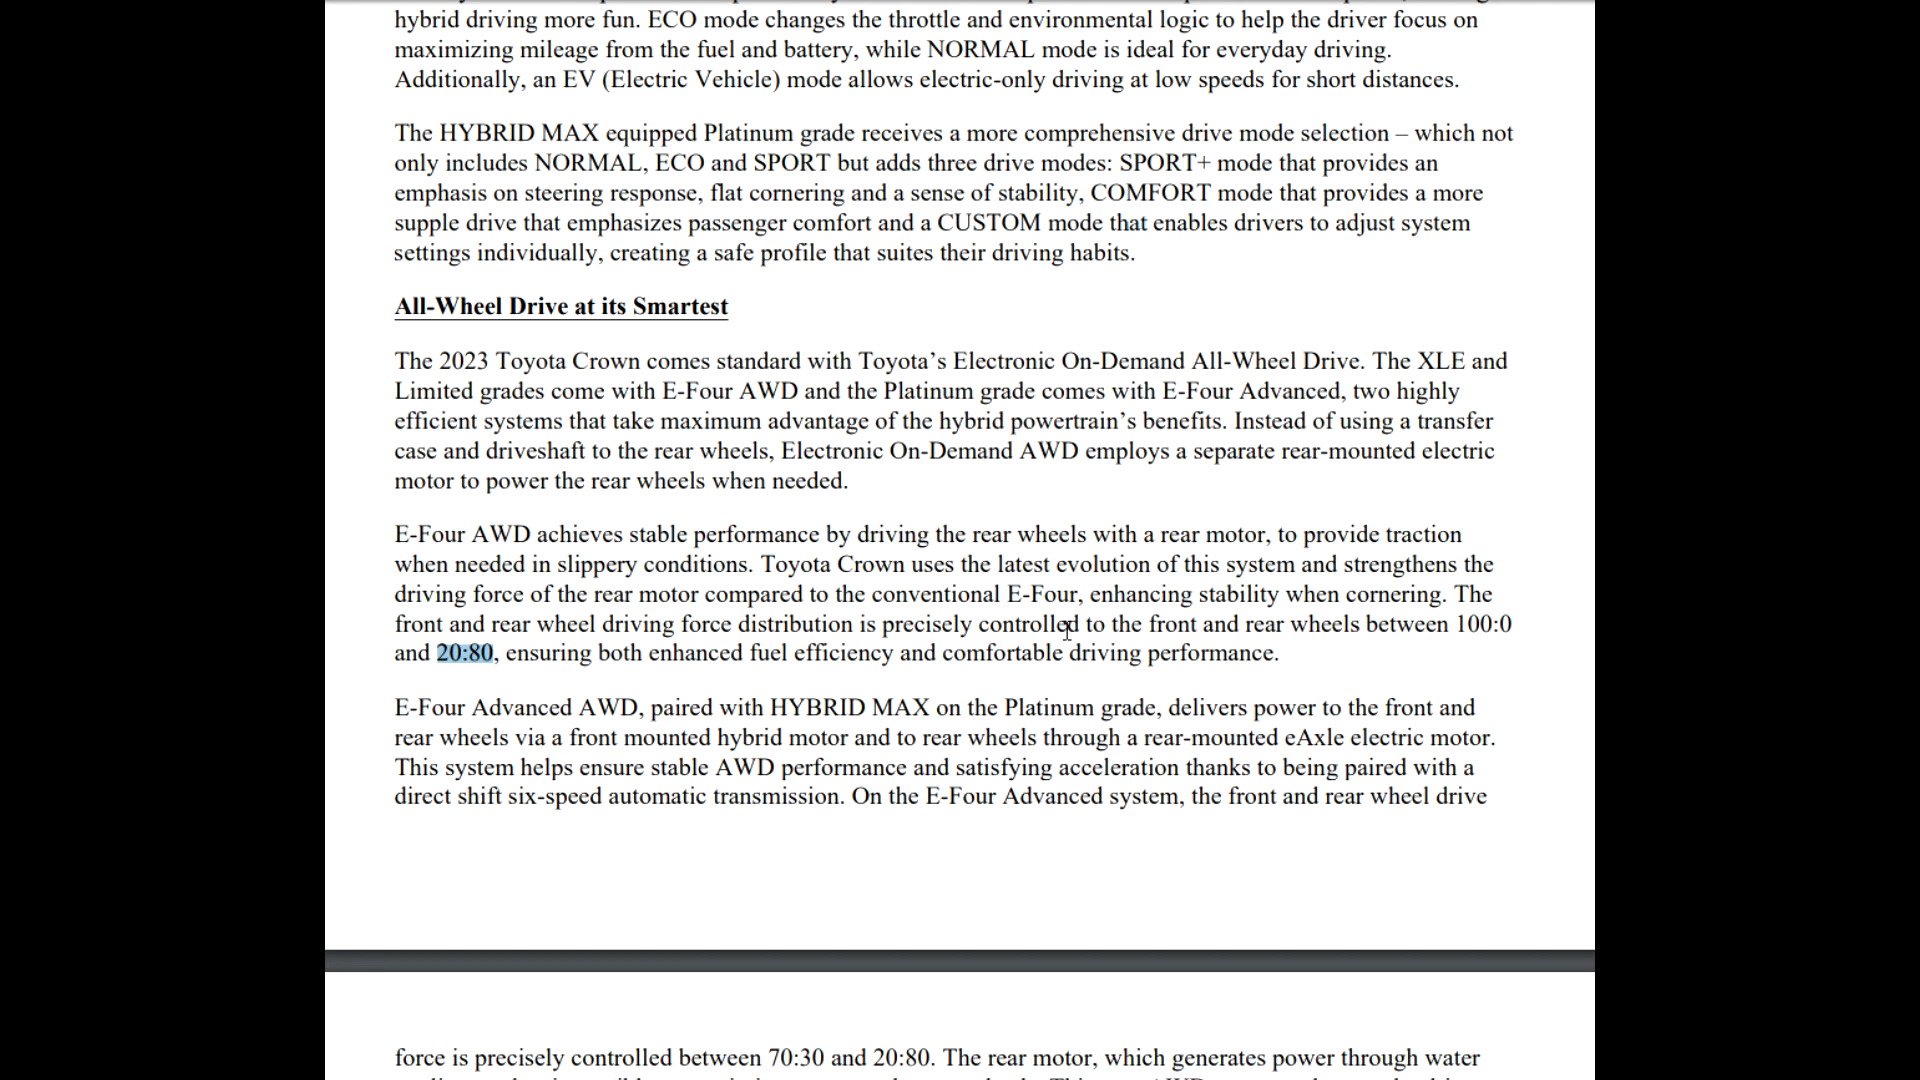 hybrid driving more fun. ECO mode changes the throttle and environmental logic to help the driver focus on
maximizing mileage from the fuel and battery, while NORMAL mode is ideal for everyday driving.
Additionally, an EV (Electric Vehicle) mode allows electric-only driving at low speeds for short distances.
The HYBRID MAX equipped Platinum grade receives a more comprehensive drive mode selection – which not
only includes NORMAL, ECO and SPORT but adds three drive modes: SPORT+ mode that provides an
emphasis on steering response, flat cornering and a sense of stability, COMFORT mode that provides a more
supple drive that emphasizes passenger comfort and a CUSTOM mode that enables drivers to adjust system
settings individually, creating a safe profile that suites their driving habits.
All-Wheel Drive at its Smartest
The 2023 Toyota Crown comes standard with Toyota’s Electronic On-Demand All-Wheel Drive. The XLE and
Limited grades come with E-Four AWD and the Platinum grade comes with E-Four Advanced, two highly
efficient systems that take maximum advantage of the hybrid powertrain’s benefits. Instead of using a transfer
case and driveshaft to the rear wheels, Electronic On-Demand AWD employs a separate rear-mounted electric
motor to power the rear wheels when needed.
E-Four AWD achieves stable performance by driving the rear wheels with a rear motor, to provide traction
when needed in slippery conditions. Toyota Crown uses the latest evolution of this system and strengthens the
driving force of the rear motor compared to the conventional E-Four, enhancing stability when cornering. The
front and rear wheel driving force distribution is precisely controlled to the front and rear wheels between 100:0
and 20:80, ensuring both enhanced fuel efficiency and comfortable driving performance.
E-Four Advanced AWD, paired with HYBRID MAX on the Platinum grade, delivers power to the front and
rear wheels via a front mounted hybrid motor and to rear wheels through a rear-mounted eAxle electric motor.
This system helps ensure stable AWD performance and satisfying acceleration thanks to being paired with a
direct shift six-speed automatic transmission. On the E-Four Advanced system, the front and rear wheel drive
force is precisely controlled between 70:30 and 20:80. The rear motor, which generates power through water